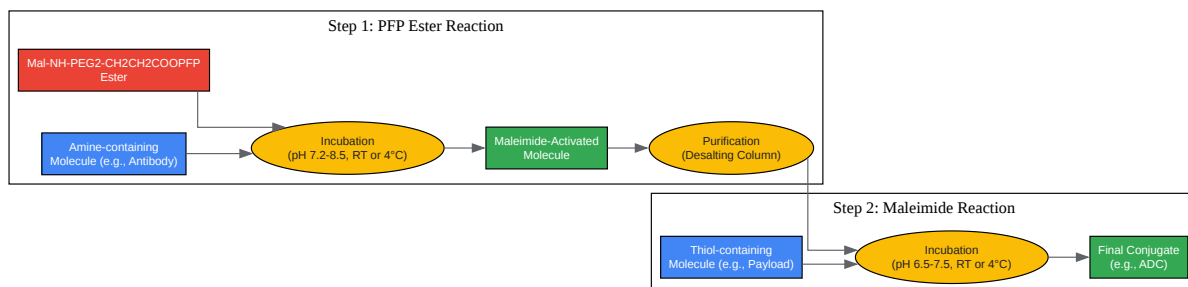 Step 1: PFP Ester Reaction
Mal-NH-PEG2-CH2CH2COOPFP
Ester
Amine-containing
Molecule (e.g., Antibody)
Incubation
(pH 7.2-8.5, RT or 4°C)
Maleimide-Activated
Molecule
Purification
(Desalting Column)
Step 2: Maleimide Reaction
Thiol-containing
Molecule (e.g., Payload)
Incubation
(pH 6.5-7.5, RT or 4°C)
Final Conjugate
(e.g., ADC)